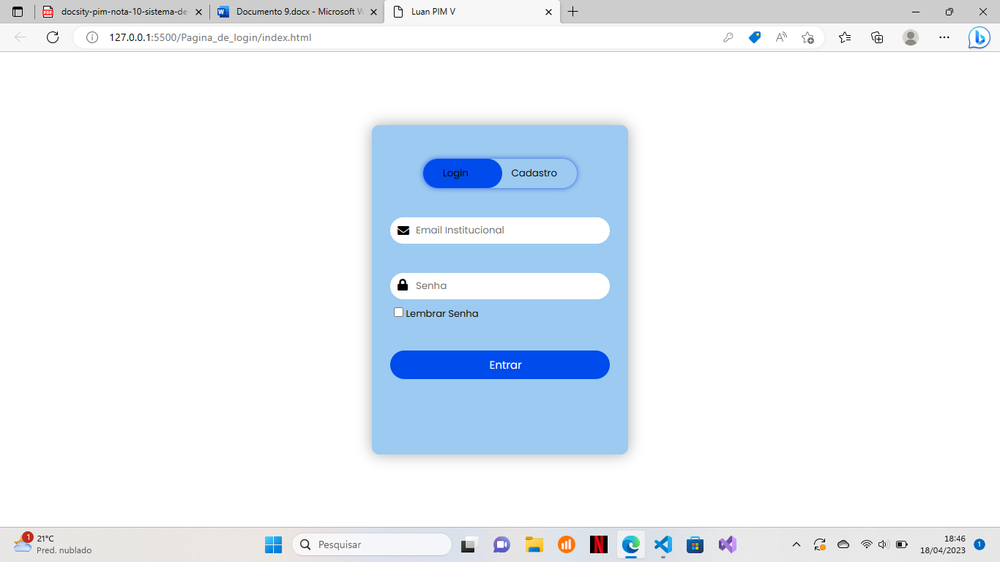 docsity-pim-nota-10-sistema-de
Documento 9.docx - Microsoft W
Luan PIM V
127.0.0.1:5500/Pagina_de_login/index.html
Login
Cadastro
Email Institucional
Senha
Lembrar Senha
Entrar
1
21°C
Pred. nublado
Pesquisar
18:46
18/04/2023
1